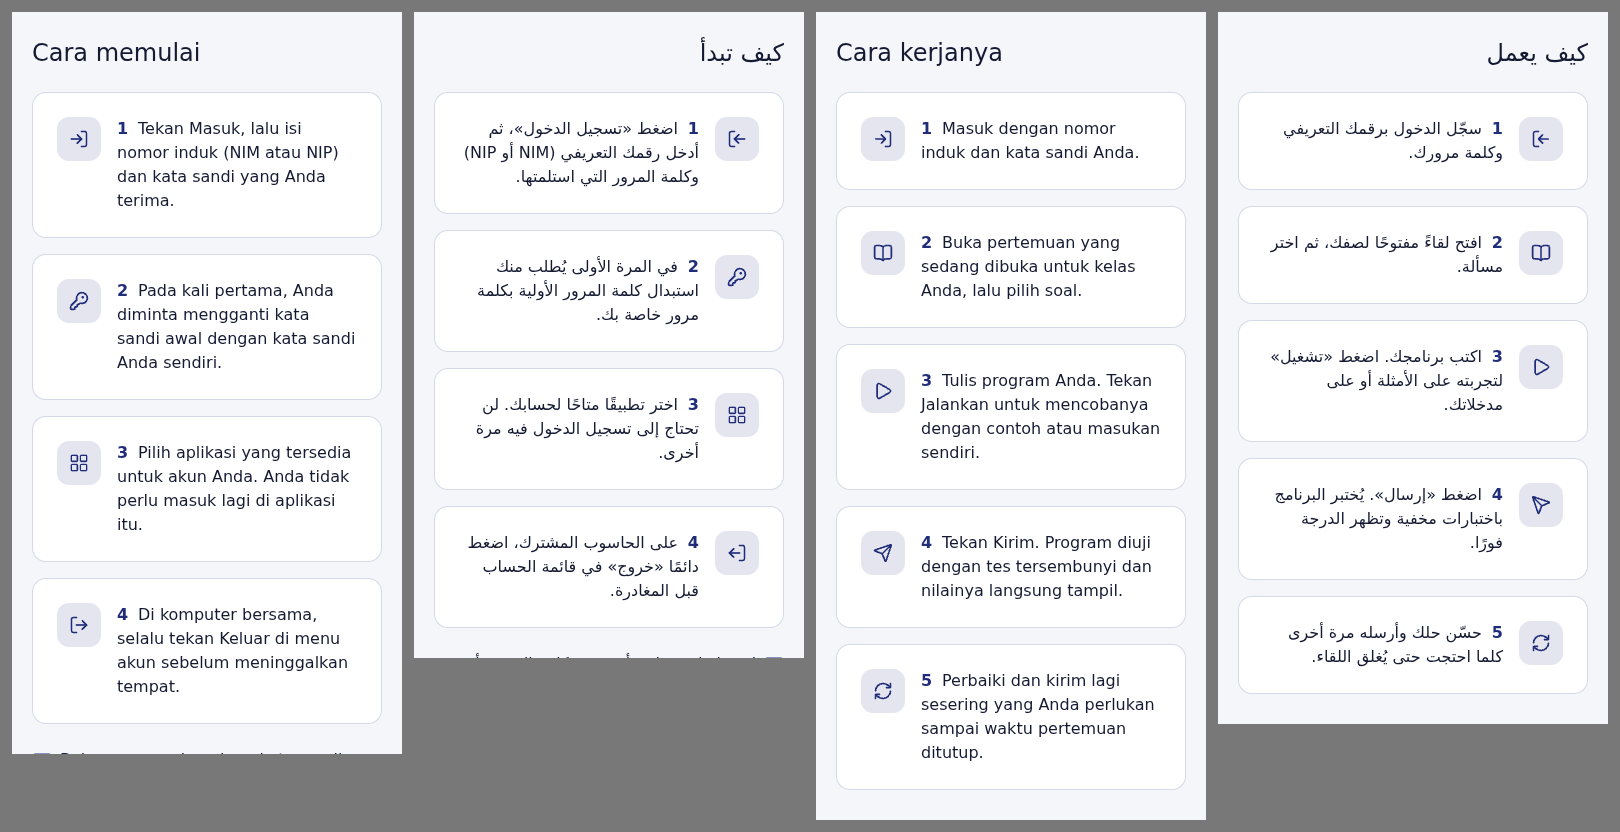 Cara memulai
1 Tekan Masuk, lalu isi
nomor induk (NIM atau NIP)
dan kata sandi yang Anda
terima.
2 Pada kali pertama, Anda
diminta mengganti kata
sandi awal dengan kata sandi
Anda sendiri.
3 Pilih aplikasi yang tersedia
untuk akun Anda. Anda tidak
perlu masuk lagi di aplikasi
itu.
4 Di komputer bersama,
selalu tekan Keluar di menu
akun sebelum meninggalkan
tempat.
كيف تبدأ
1 اضغط «تسجيل الدخول»، ثم
أدخل رقمك التعريفي (NIM أو NIP)
وكلمة المرور التي استلمتها.
2 في المرة الأولى يُطلب منك
استبدال كلمة المرور الأولية بكلمة
مرور خاصة بك.
3 اختر تطبيقًا متاحًا لحسابك. لن
تحتاج إلى تسجيل الدخول فيه مرة
أخرى.
4 على الحاسوب المشترك، اضغط
دائمًا «خروج» في قائمة الحساب
قبل المغادرة.
Cara kerjanya
1 Masuk dengan nomor
induk dan kata sandi Anda.
2 Buka pertemuan yang
sedang dibuka untuk kelas
Anda, lalu pilih soal.
3 Tulis program Anda. Tekan
Jalankan untuk mencobanya
dengan contoh atau masukan
sendiri.
4 Tekan Kirim. Program diuji
dengan tes tersembunyi dan
nilainya langsung tampil.
5 Perbaiki dan kirim lagi
sesering yang Anda perlukan
sampai waktu pertemuan
ditutup.
كيف يعمل
1 سجّل الدخول برقمك التعريفي
وكلمة مرورك.
2 افتح لقاءً مفتوحًا لصفك، ثم اختر
مسألة.
3 اكتب برنامجك. اضغط «تشغيل»
لتجربته على الأمثلة أو على
مدخلاتك.
4 اضغط «إرسال». يُختبر البرنامج
باختبارات مخفية وتظهر الدرجة
فورًا.
5 حسّن حلك وأرسله مرة أخرى
كلما احتجت حتى يُغلق اللقاء.